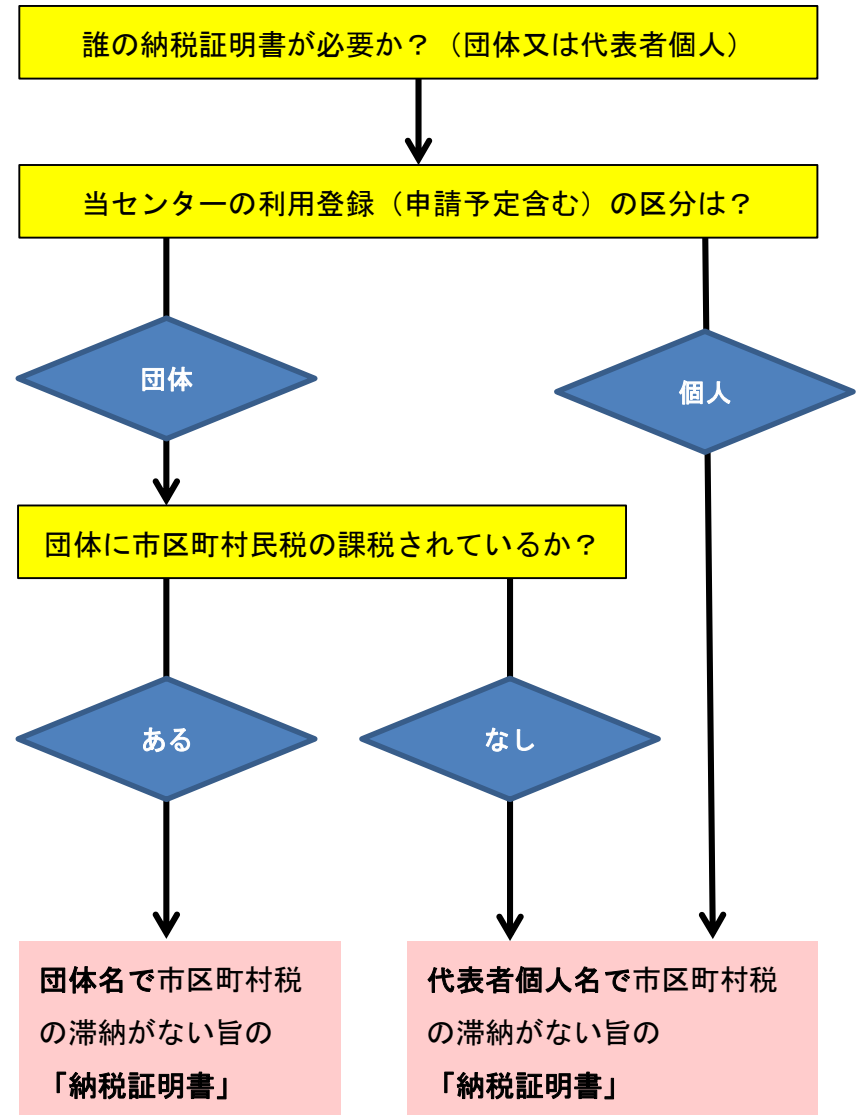 誰の納税証明書が必要か？（団体又は代表者個人）
当センターの利用登録（申請予定含む）の区分は？
団体
個人
団体に市区町村民税の課税されているか？
ある
なし
団体名で市区町村税
の滞納がない旨の
「納税証明書」
代表者個人名で市区町村税
の滞納がない旨の
「納税証明書」